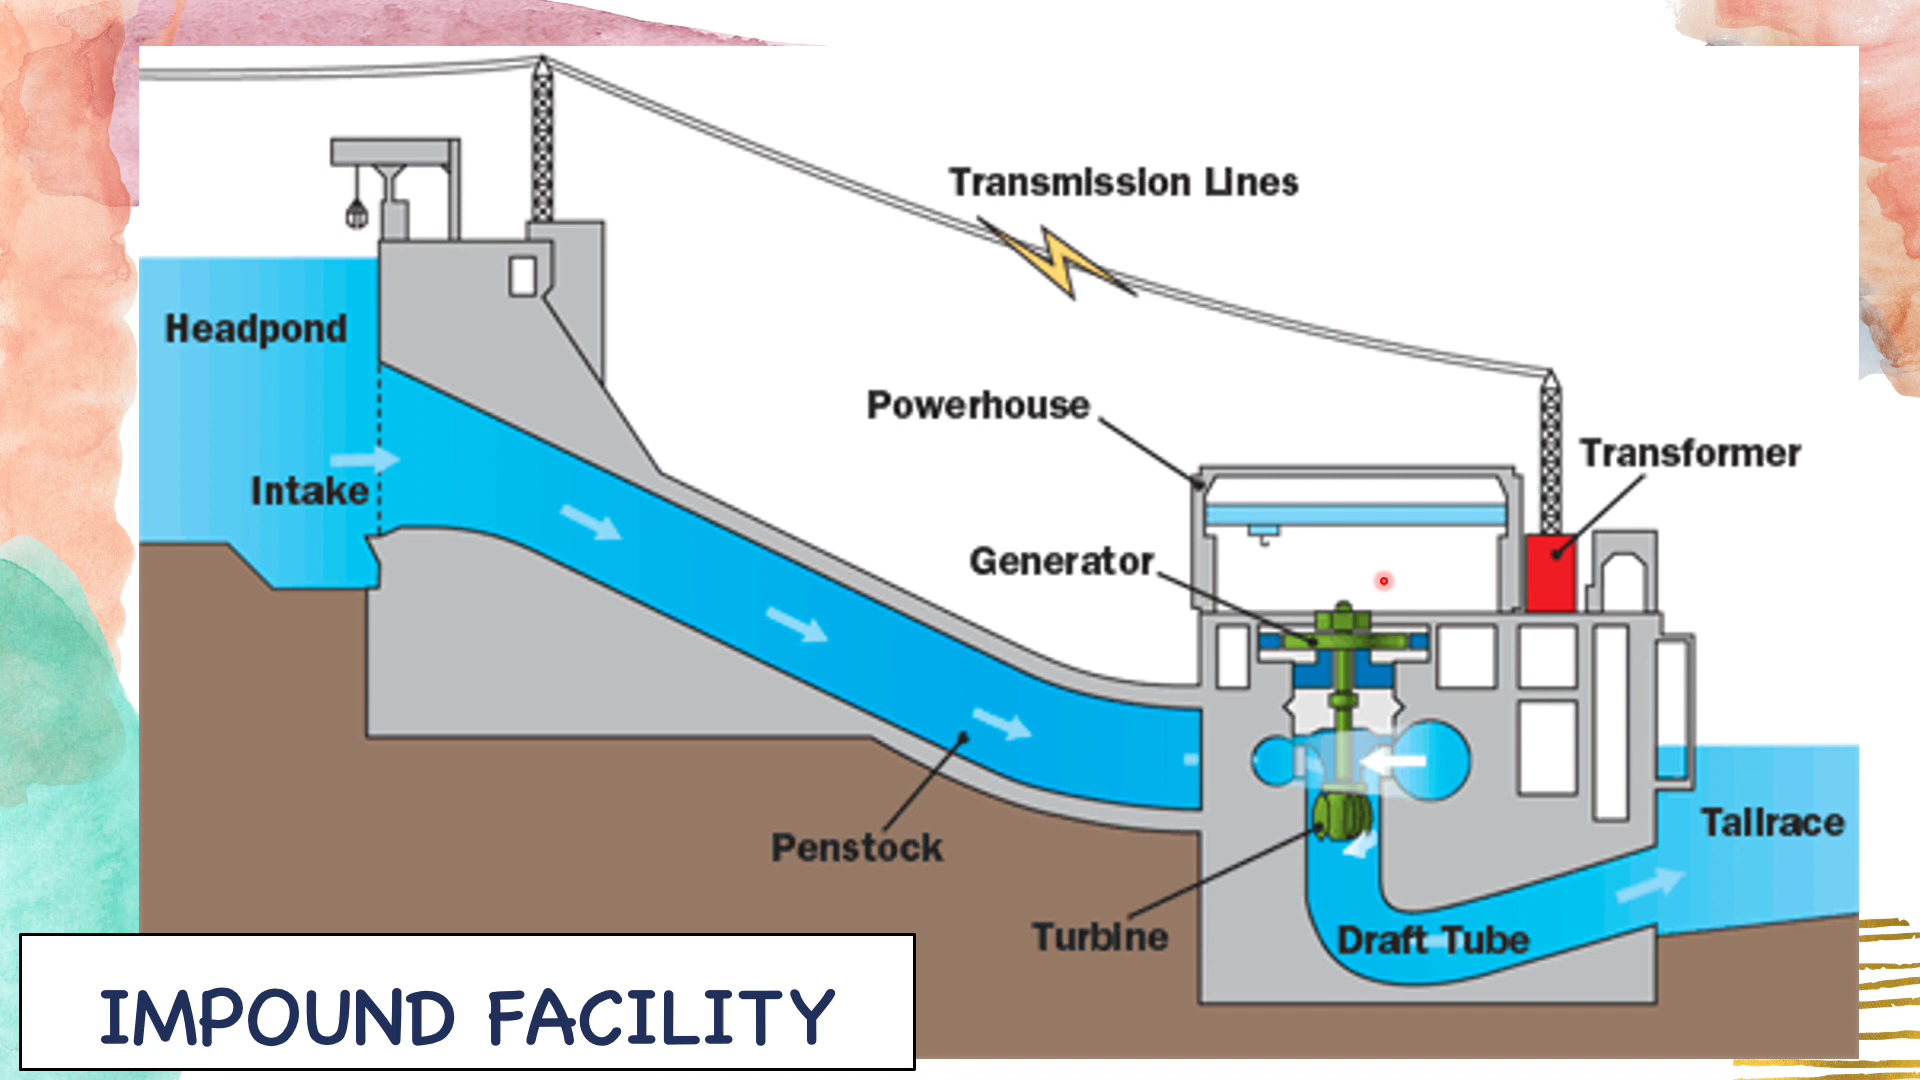 Transmission Lines
Headpond
Powerhouse
Transformer
Intake
Generator
Penstock
Tailrace
Turbine
Draft Tube
IMPOUND FACILITY